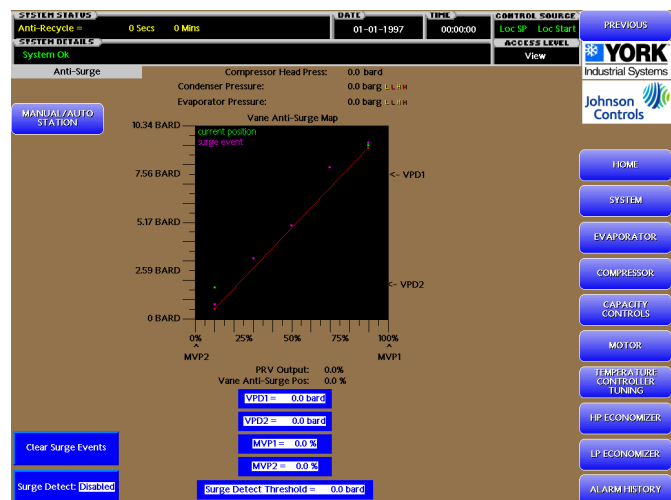 SYSTEM STATUS
Anti-Recycle = 0 Secs 0 Mins
DATE
01-01-1997
TIME
00:00:00
CONTROL SOURCE
Loc SP Loc Start
PREVIOUS
SYSTEM DETAILS
System Ok
ACCESS LEVEL
View
YORK
Industrial Systems
Johnson
Controls
Anti-Surge
Compressor Head Press: 0.0 bard
Condenser Pressure: 0.0 barg LLHH
Evaporator Pressure: 0.0 barg LLHH
MANUAL/AUTO
STATION
Vane Anti-Surge Map
10.34 BARD
current position
surge event
7.56 BARD
<- VPD1
5.17 BARD
2.59 BARD
<- VPD2
0 BARD
0% 25% 50% 75% 100%
^ ^
MVP2 MVP1
PRV Output: 0.0%
Vane Anti-Surge Pos: 0.0 %
VPD1 = 0.0 bard
VPD2 = 0.0 bard
MVP1 = 0.0 %
MVP2 = 0.0 %
Surge Detect Threshold = 0.0 bard
Clear Surge Events
Surge Detect: Disabled
HOME
SYSTEM
EVAPORATOR
COMPRESSOR
CAPACITY
CONTROLS
MOTOR
TEMPERATURE
CONTROLLER
TUNING
HP ECONOMIZER
LP ECONOMIZER
ALARM HISTORY